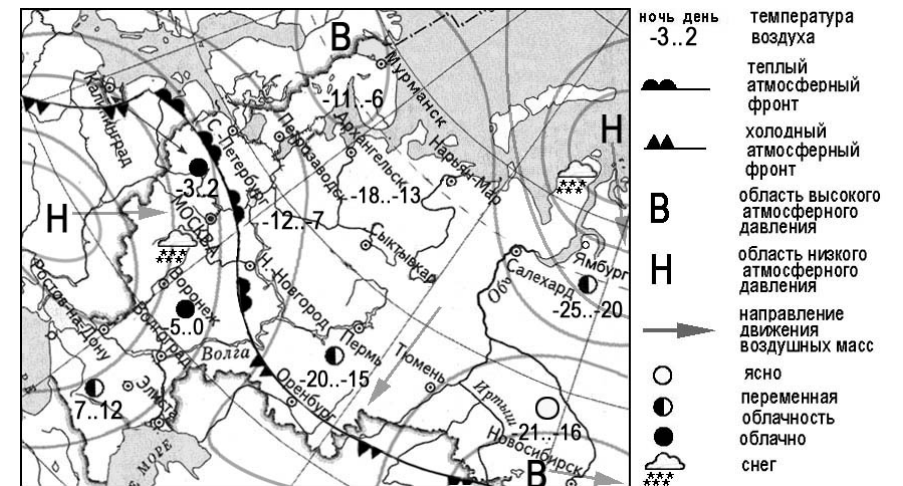 В
Мурманск
Калининград
-11..-6
С.Петербург
Петрозаводск
Архангельск
Нарьян-Мар
Н
-3..2
-18..-13
МОСКВА
Н
-12..-7
Сыктывкар
Ямбург
Салехард
Обь
-25..-20
Ростов-на-Дону
Воронеж
Н.-Новгород
5..0
Волгоград
Волга
Пермь
Тюмень
-20..-15
Элиста
7..12
Оренбург
Иртыш
-21..-16
Новосибирск
В
Е МОРЕ
ночь день
-3..2
температура
воздуха
теплый
атмосферный
фронт
холодный
атмосферный
фронт
В
область высокого
атмосферного
давления
Н
область низкого
атмосферного
давления
направление
движения
воздушных масс
ясно
переменная
облачность
облачно
снег